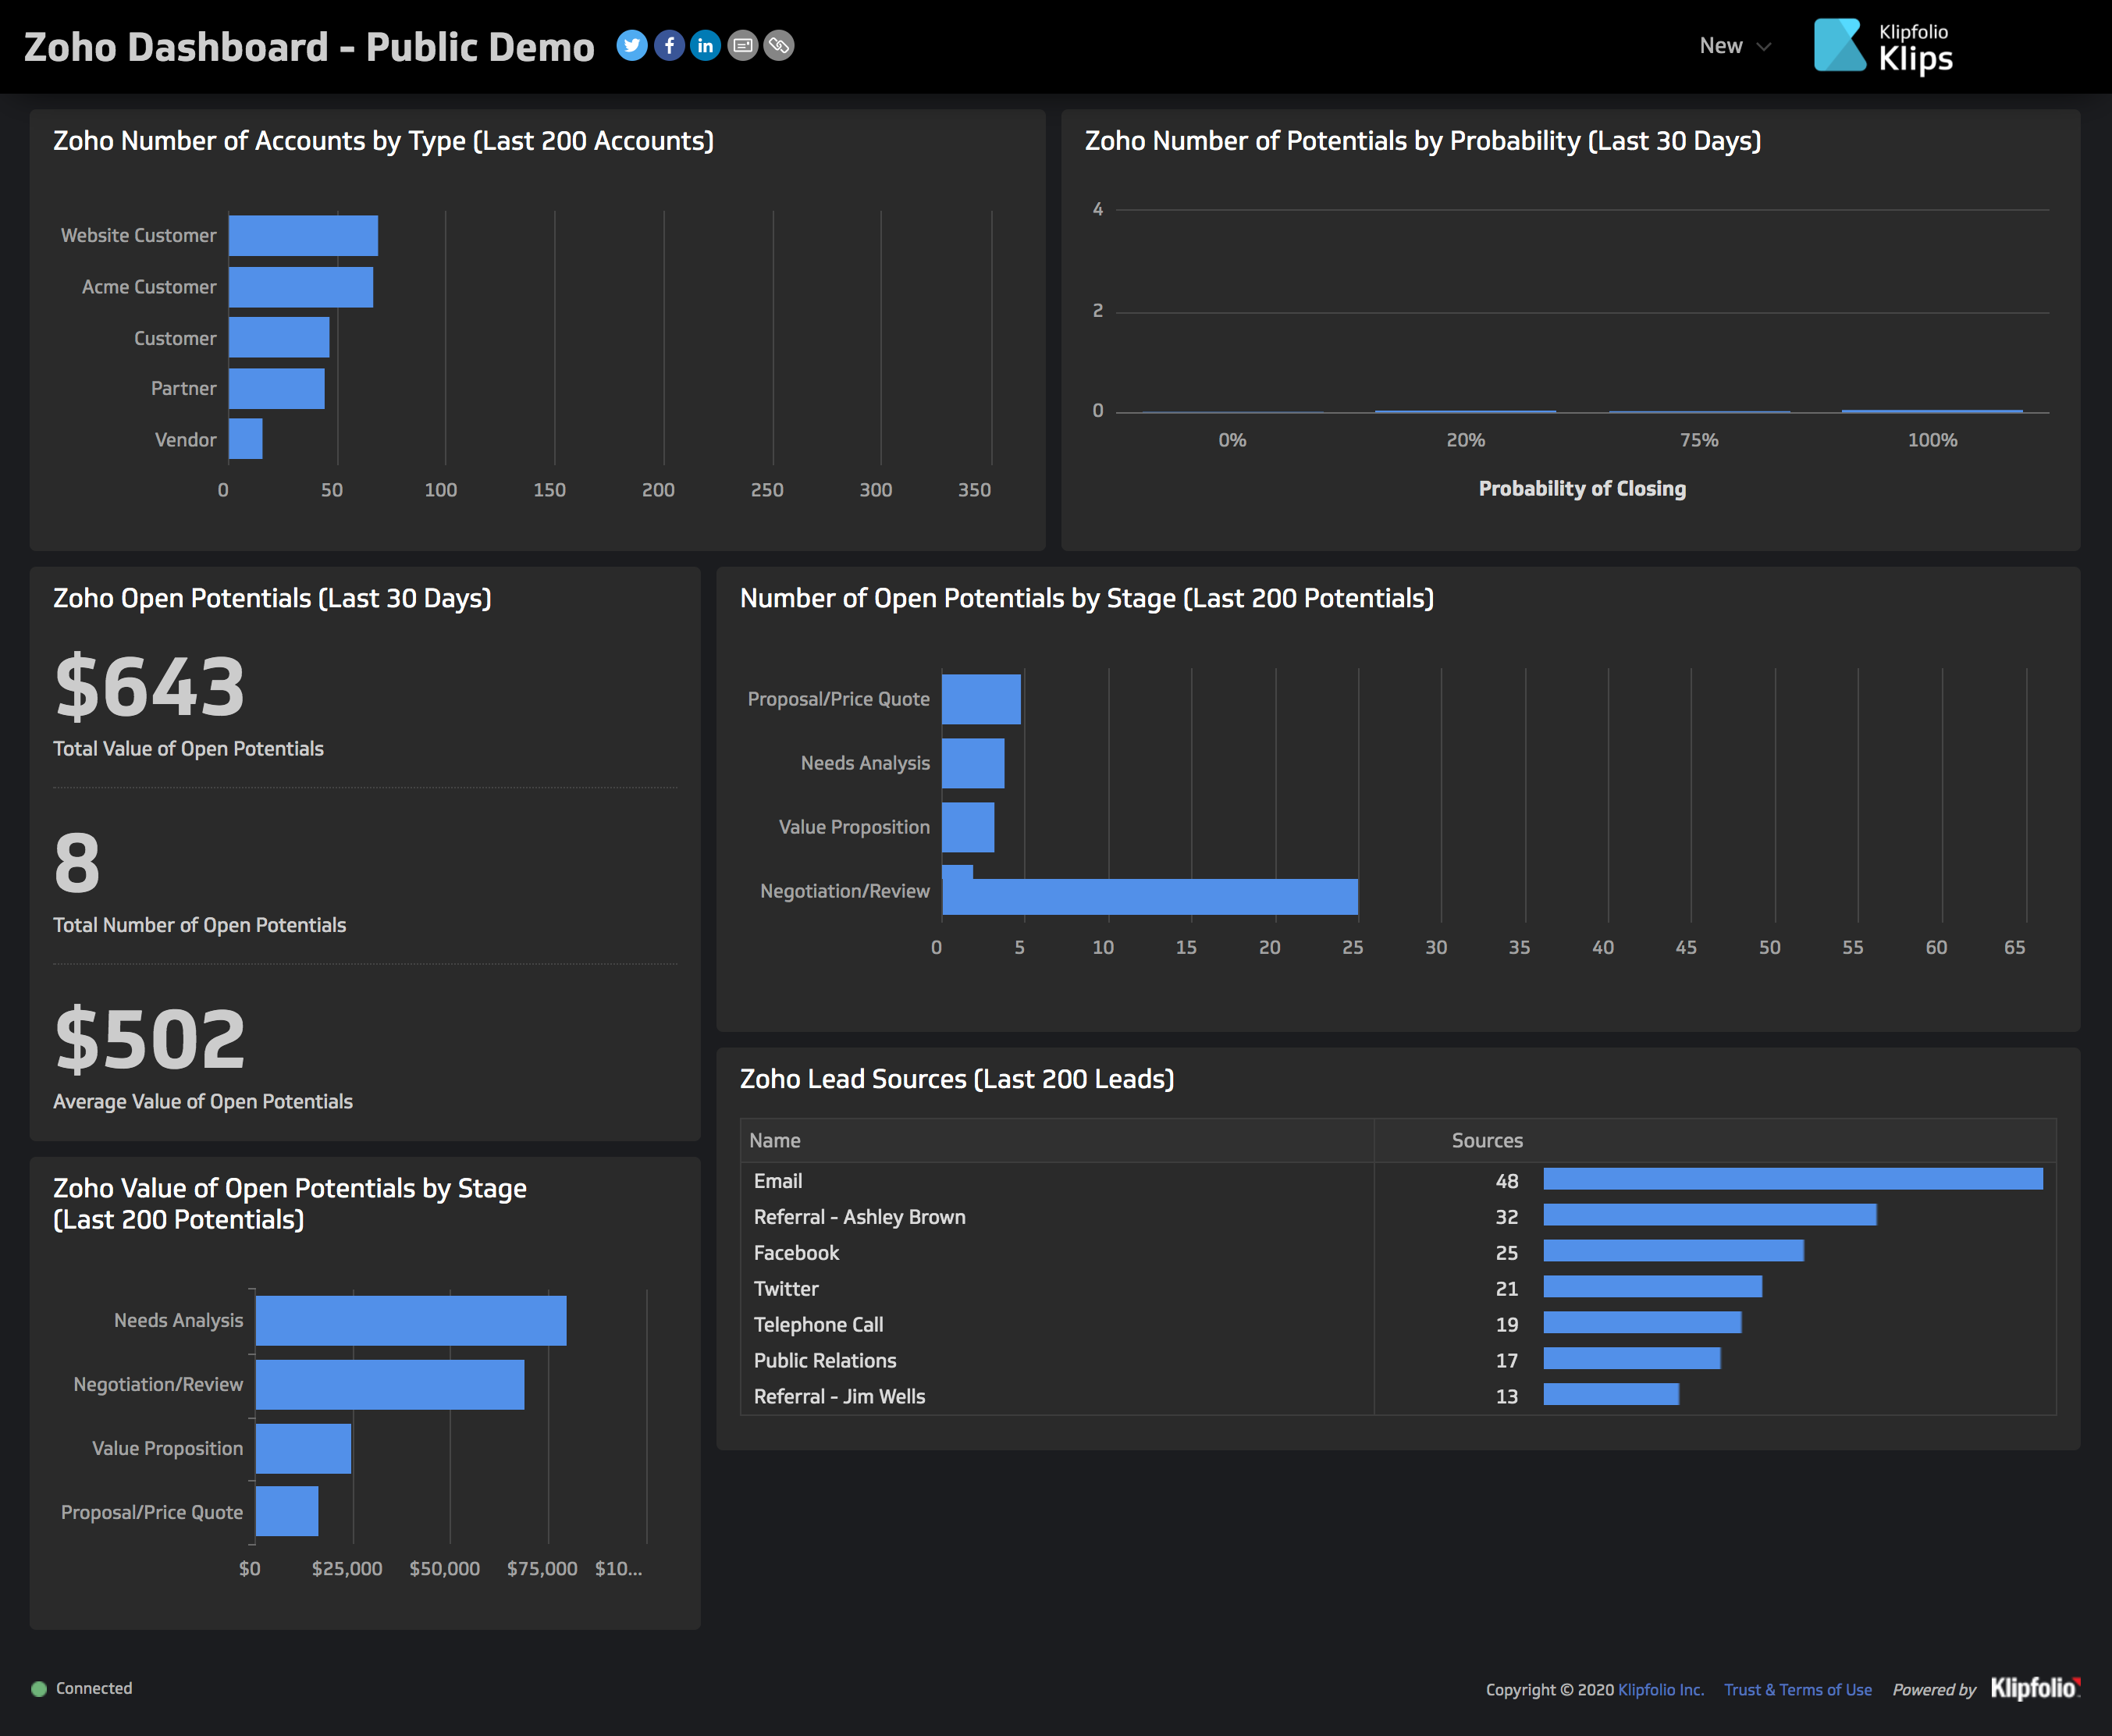 Zoho Dashboard - Public Demo
New
Klipfolio
Klips
Zoho Number of Accounts by Type (Last 200 Accounts)
Website Customer
Acme Customer
Customer
Partner
Vendor
0 50 100 150 200 250 300 350
Zoho Number of Potentials by Probability (Last 30 Days)
4
2
0
0% 20% 75% 100%
Probability of Closing
Zoho Open Potentials (Last 30 Days)
$643
Total Value of Open Potentials
8
Total Number of Open Potentials
$502
Average Value of Open Potentials
Number of Open Potentials by Stage (Last 200 Potentials)
Proposal/Price Quote
Needs Analysis
Value Proposition
Negotiation/Review
0 5 10 15 20 25 30 35 40 45 50 55 60 65
Zoho Lead Sources (Last 200 Leads)
Name Sources
Email 48
Referral - Ashley Brown 32
Facebook 25
Twitter 21
Telephone Call 19
Public Relations 17
Referral - Jim Wells 13
Zoho Value of Open Potentials by Stage
(Last 200 Potentials)
Needs Analysis
Negotiation/Review
Value Proposition
Proposal/Price Quote
$0 $25,000 $50,000 $75,000 $10...
Connected
Copyright © 2020 Klipfolio Inc. Trust & Terms of Use Powered by Klipfolio